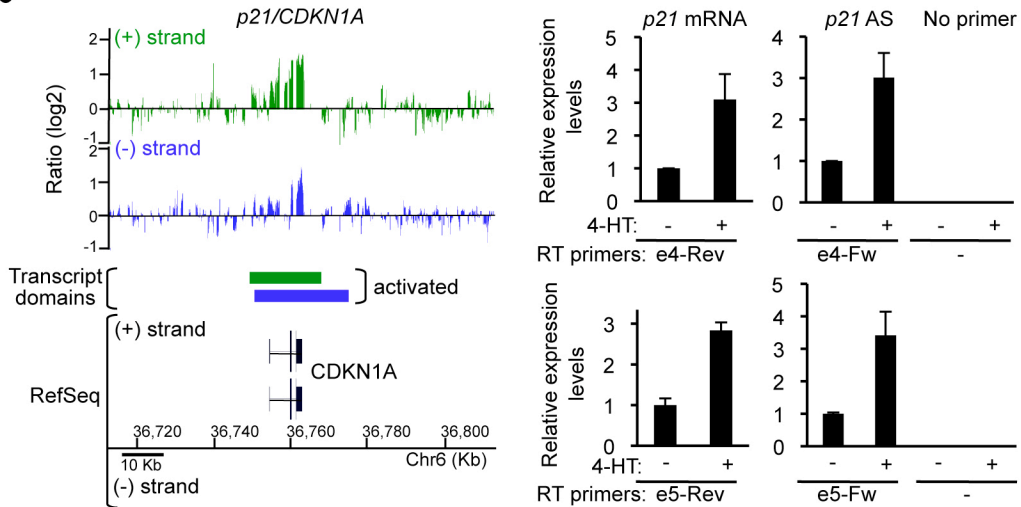 p21/CDKN1A
(+) strand
2
1
0
-1
Ratio (log2)
(-) strand
2
1
0
-1
Transcript
domains
activated
(+) strand
RefSeq
CDKN1A
36,720 36,740 36,760 36,780 36,800
10 Kb
Chr6 (Kb)
(-) strand
p21 mRNA p21 AS No primer
Relative expression
levels
5
4
3
2
1
0
4
3
2
1
0
4-HT: - + - + - +
RT primers: e4-Rev e4-Fw -
Relative expression
levels
3
2
1
0
5
4
3
2
1
0
4-HT: - + - + - +
RT primers: e5-Rev e5-Fw -